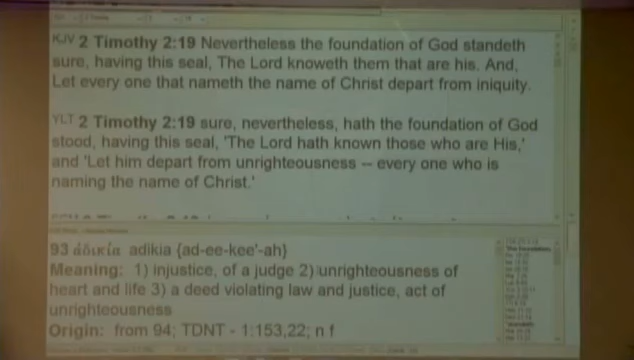 KJV 2 Timothy 2:19 Nevertheless the foundation of God standeth
sure, having this seal, The Lord knoweth them that are his. And,
Let every one that nameth the name of Christ depart from iniquity.
YLT 2 Timothy 2:19 sure, nevertheless, hath the foundation of God
stood, having this seal, 'The Lord hath known those who are His,'
and 'Let him depart from unrighteousness -- every one who is
naming the name of Christ.'
93 ἀδικία adikia {ad-ee-kee'-ah}
Meaning: 1) injustice, of a judge 2) unrighteousness of
heart and life 3) a deed violating law and justice, act of
unrighteousness
Origin: from 94; TDNT - 1:153,22; n f